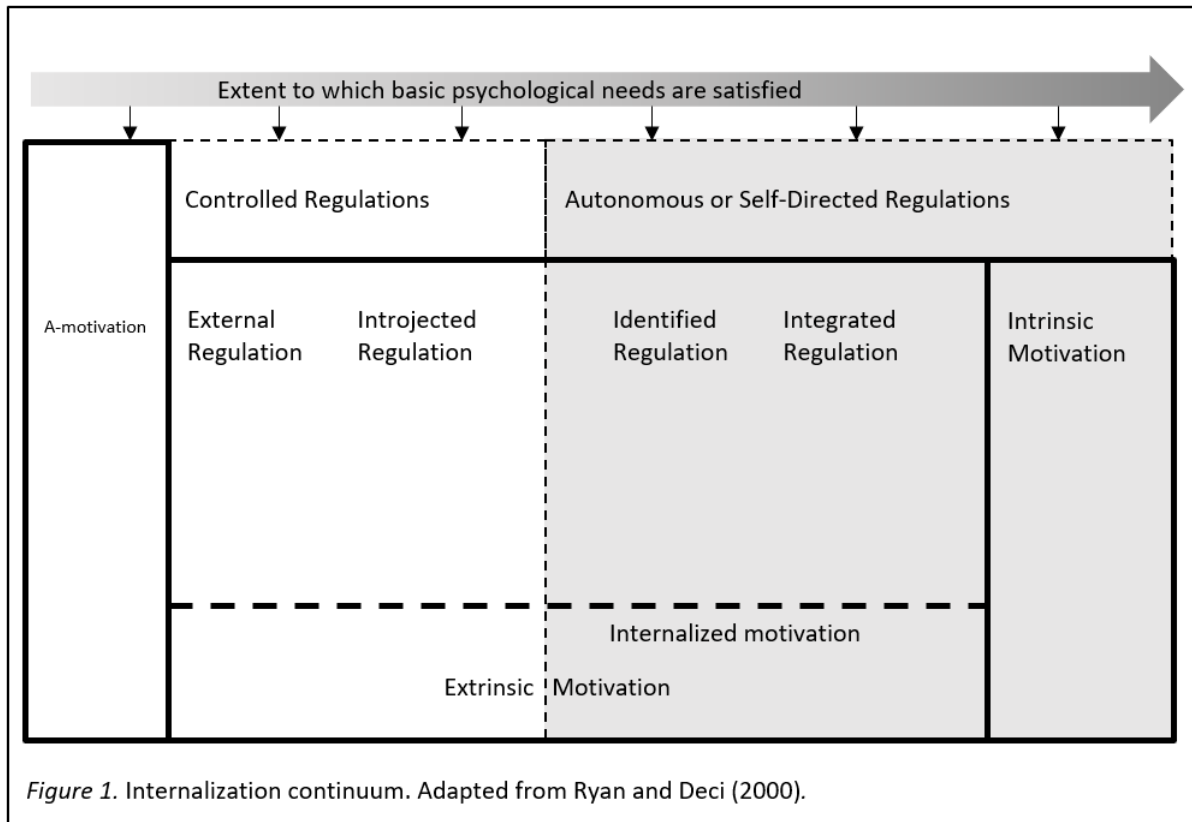 Extent to which basic psychological needs are satisfied
Controlled Regulations
Autonomous or Self-Directed Regulations
A-motivation
External
Regulation
Introjected
Regulation
Identified
Regulation
Integrated
Regulation
Intrinsic
Motivation
Internalized motivation
Extrinsic Motivation
Figure 1. Internalization continuum. Adapted from Ryan and Deci (2000).